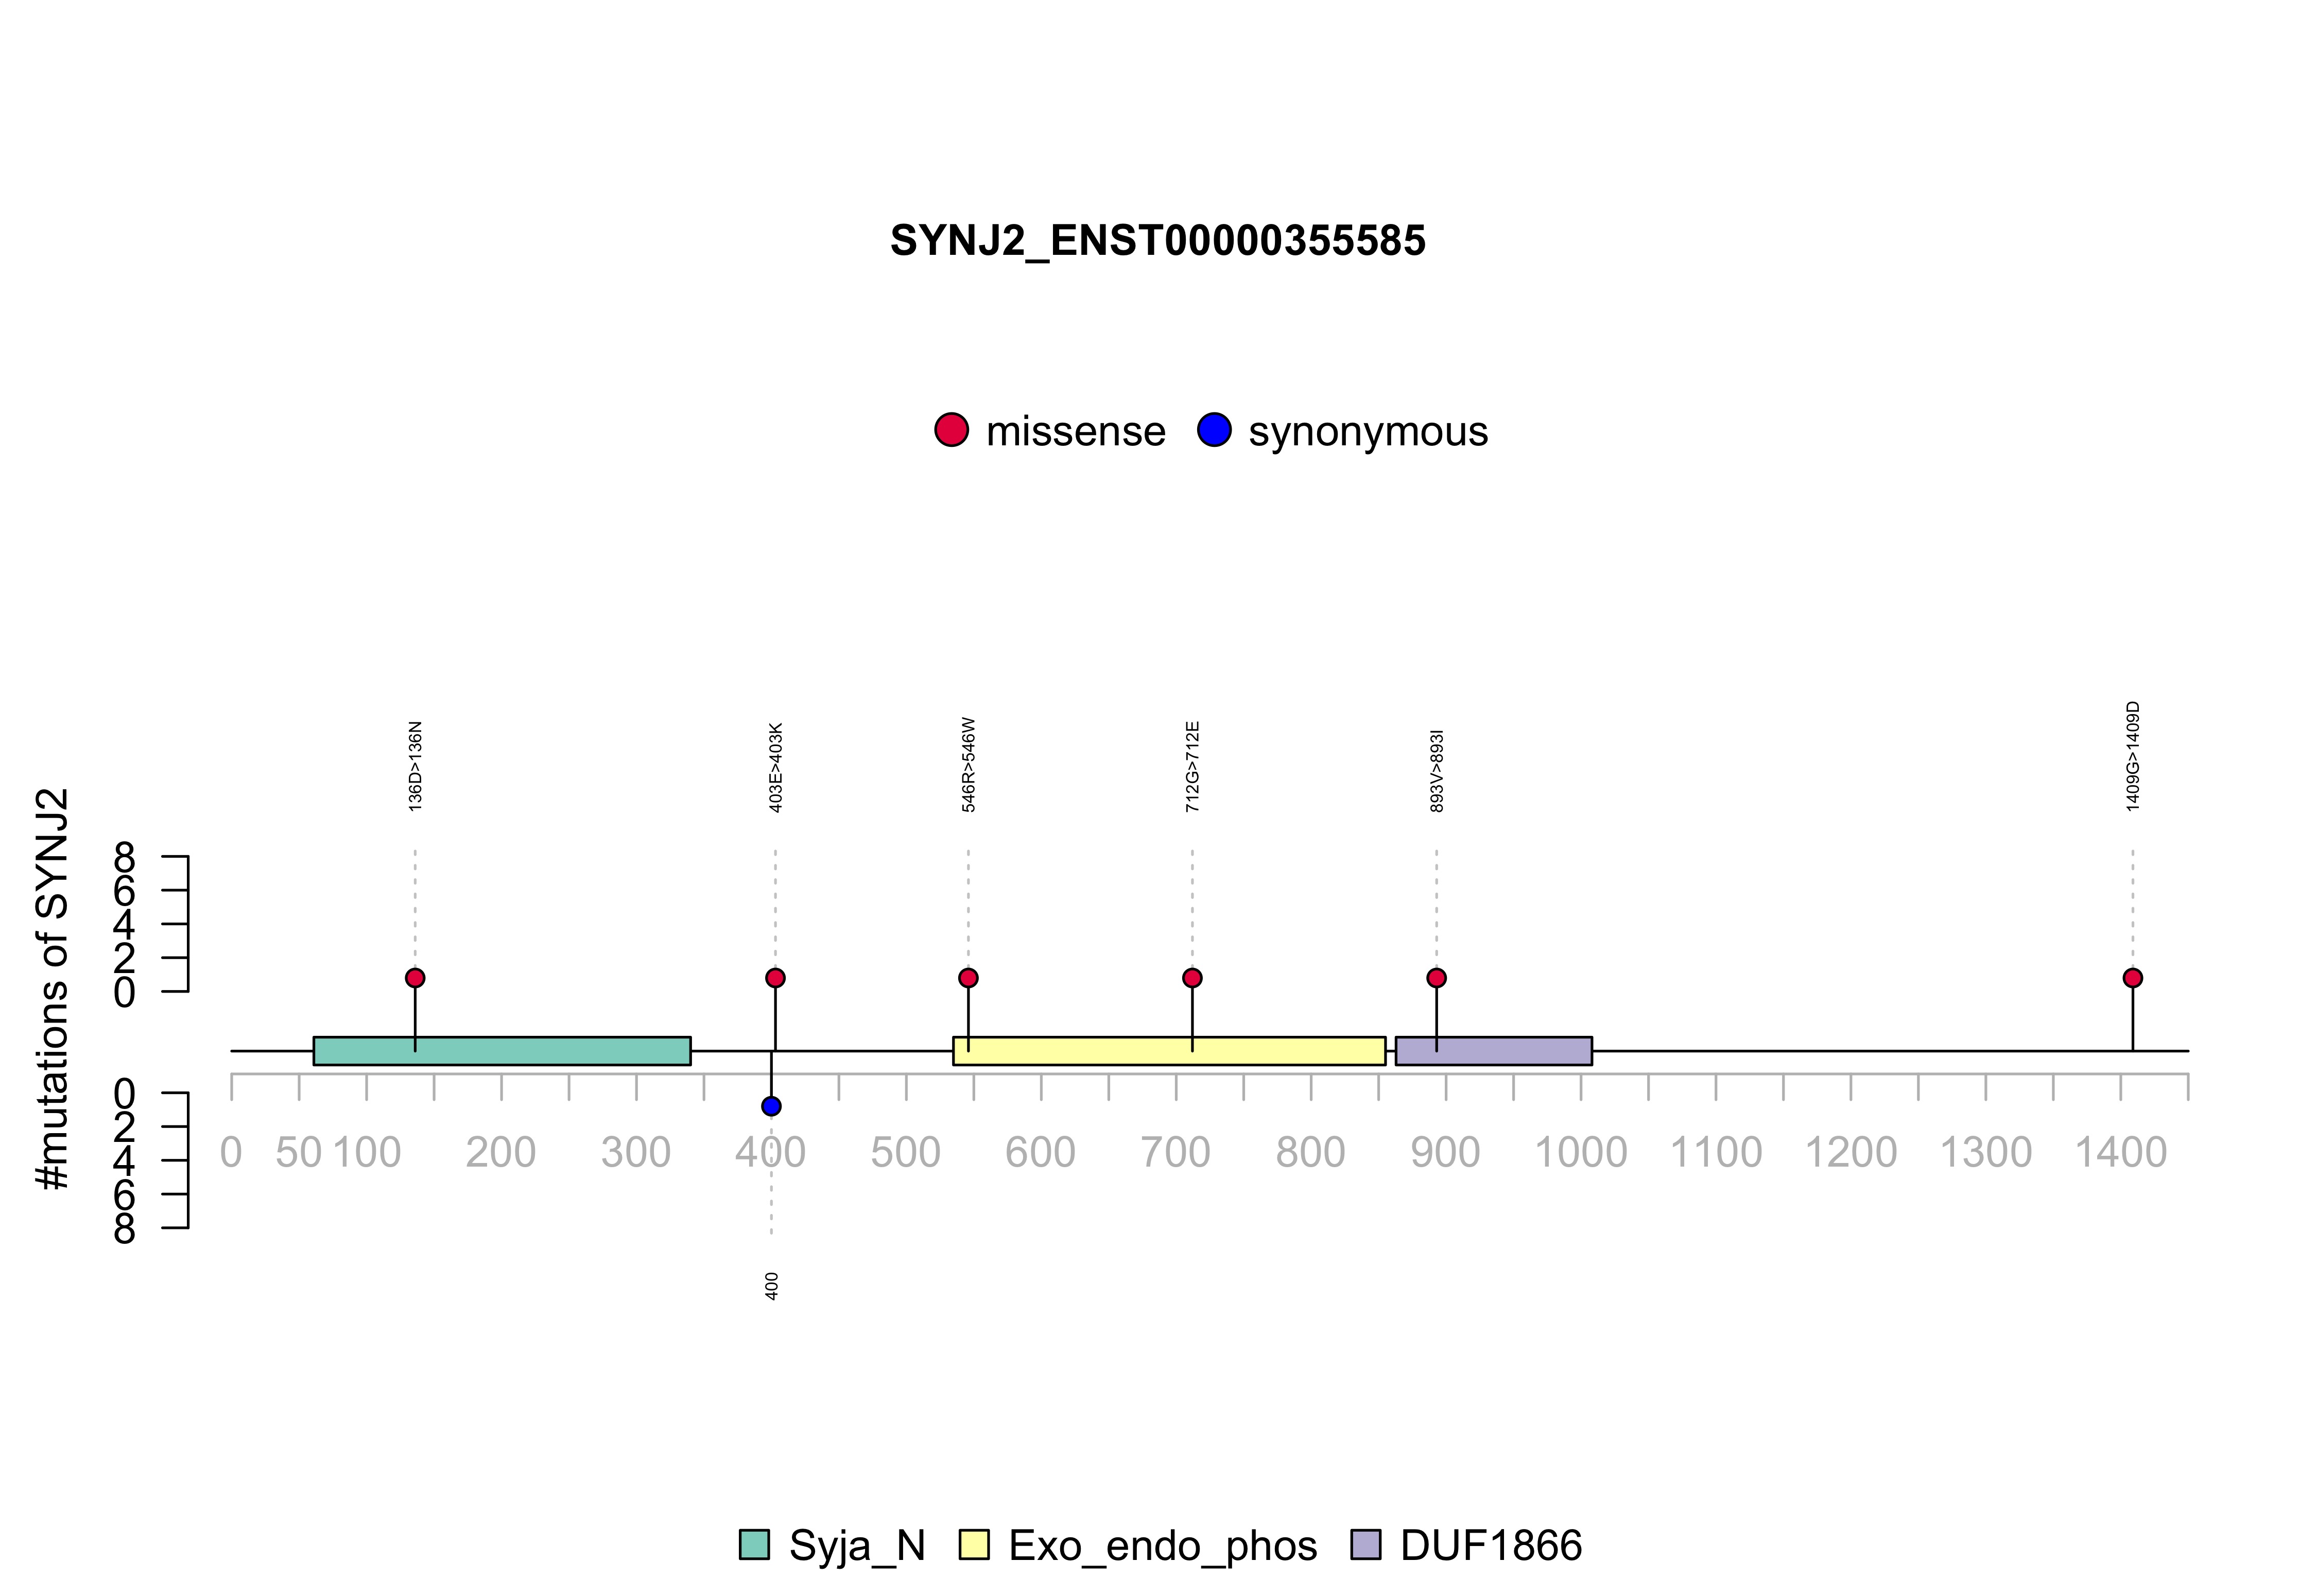 SYNJ2_ENST00000355585
missense synonymous
136D>136N 403E>403K 546R>546W 712G>712E 893V>893I 1409G>1409D
#mutations of SYNJ2
8
6
4
2
0
0
2
4
6
8
0 50 100 200 300 400 500 600 700 800 900 1000 1100 1200 1300 1400
400
Syja_N Exo_endo_phos DUF1866